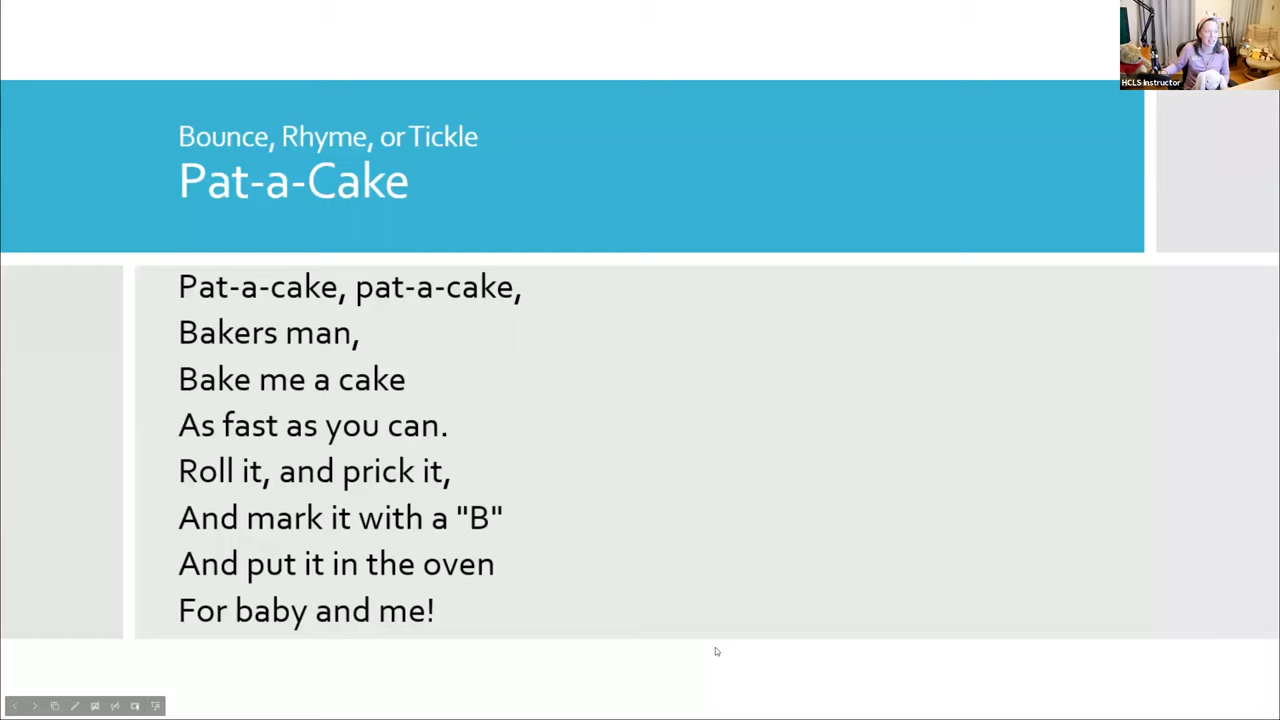 HCLS Instructor
Bounce, Rhyme, or Tickle
Pat-a-Cake
Pat-a-cake, pat-a-cake,
Bakers man,
Bake me a cake
As fast as you can.
Roll it, and prick it,
And mark it with a "B"
And put it in the oven
For baby and me!